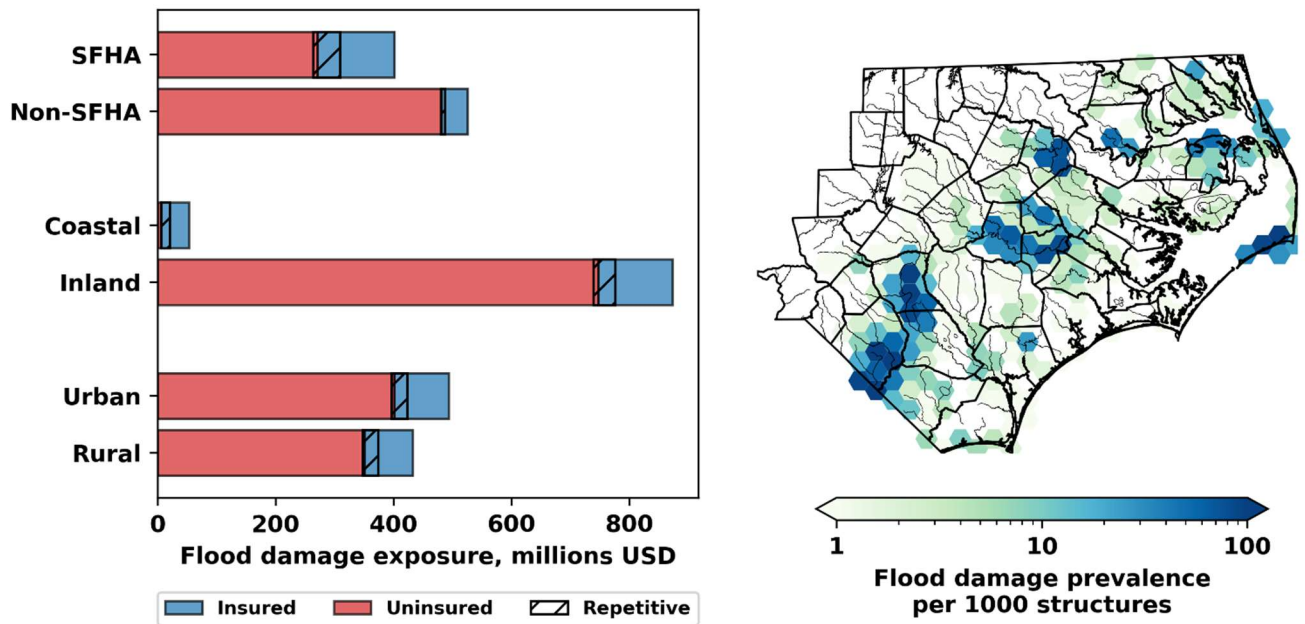 SFHA
Non-SFHA
Coastal
Inland
Urban
Rural
0 200 400 600 800
Flood damage exposure, millions USD
Insured Uninsured Repetitive
1 10 100
Flood damage prevalence
per 1000 structures